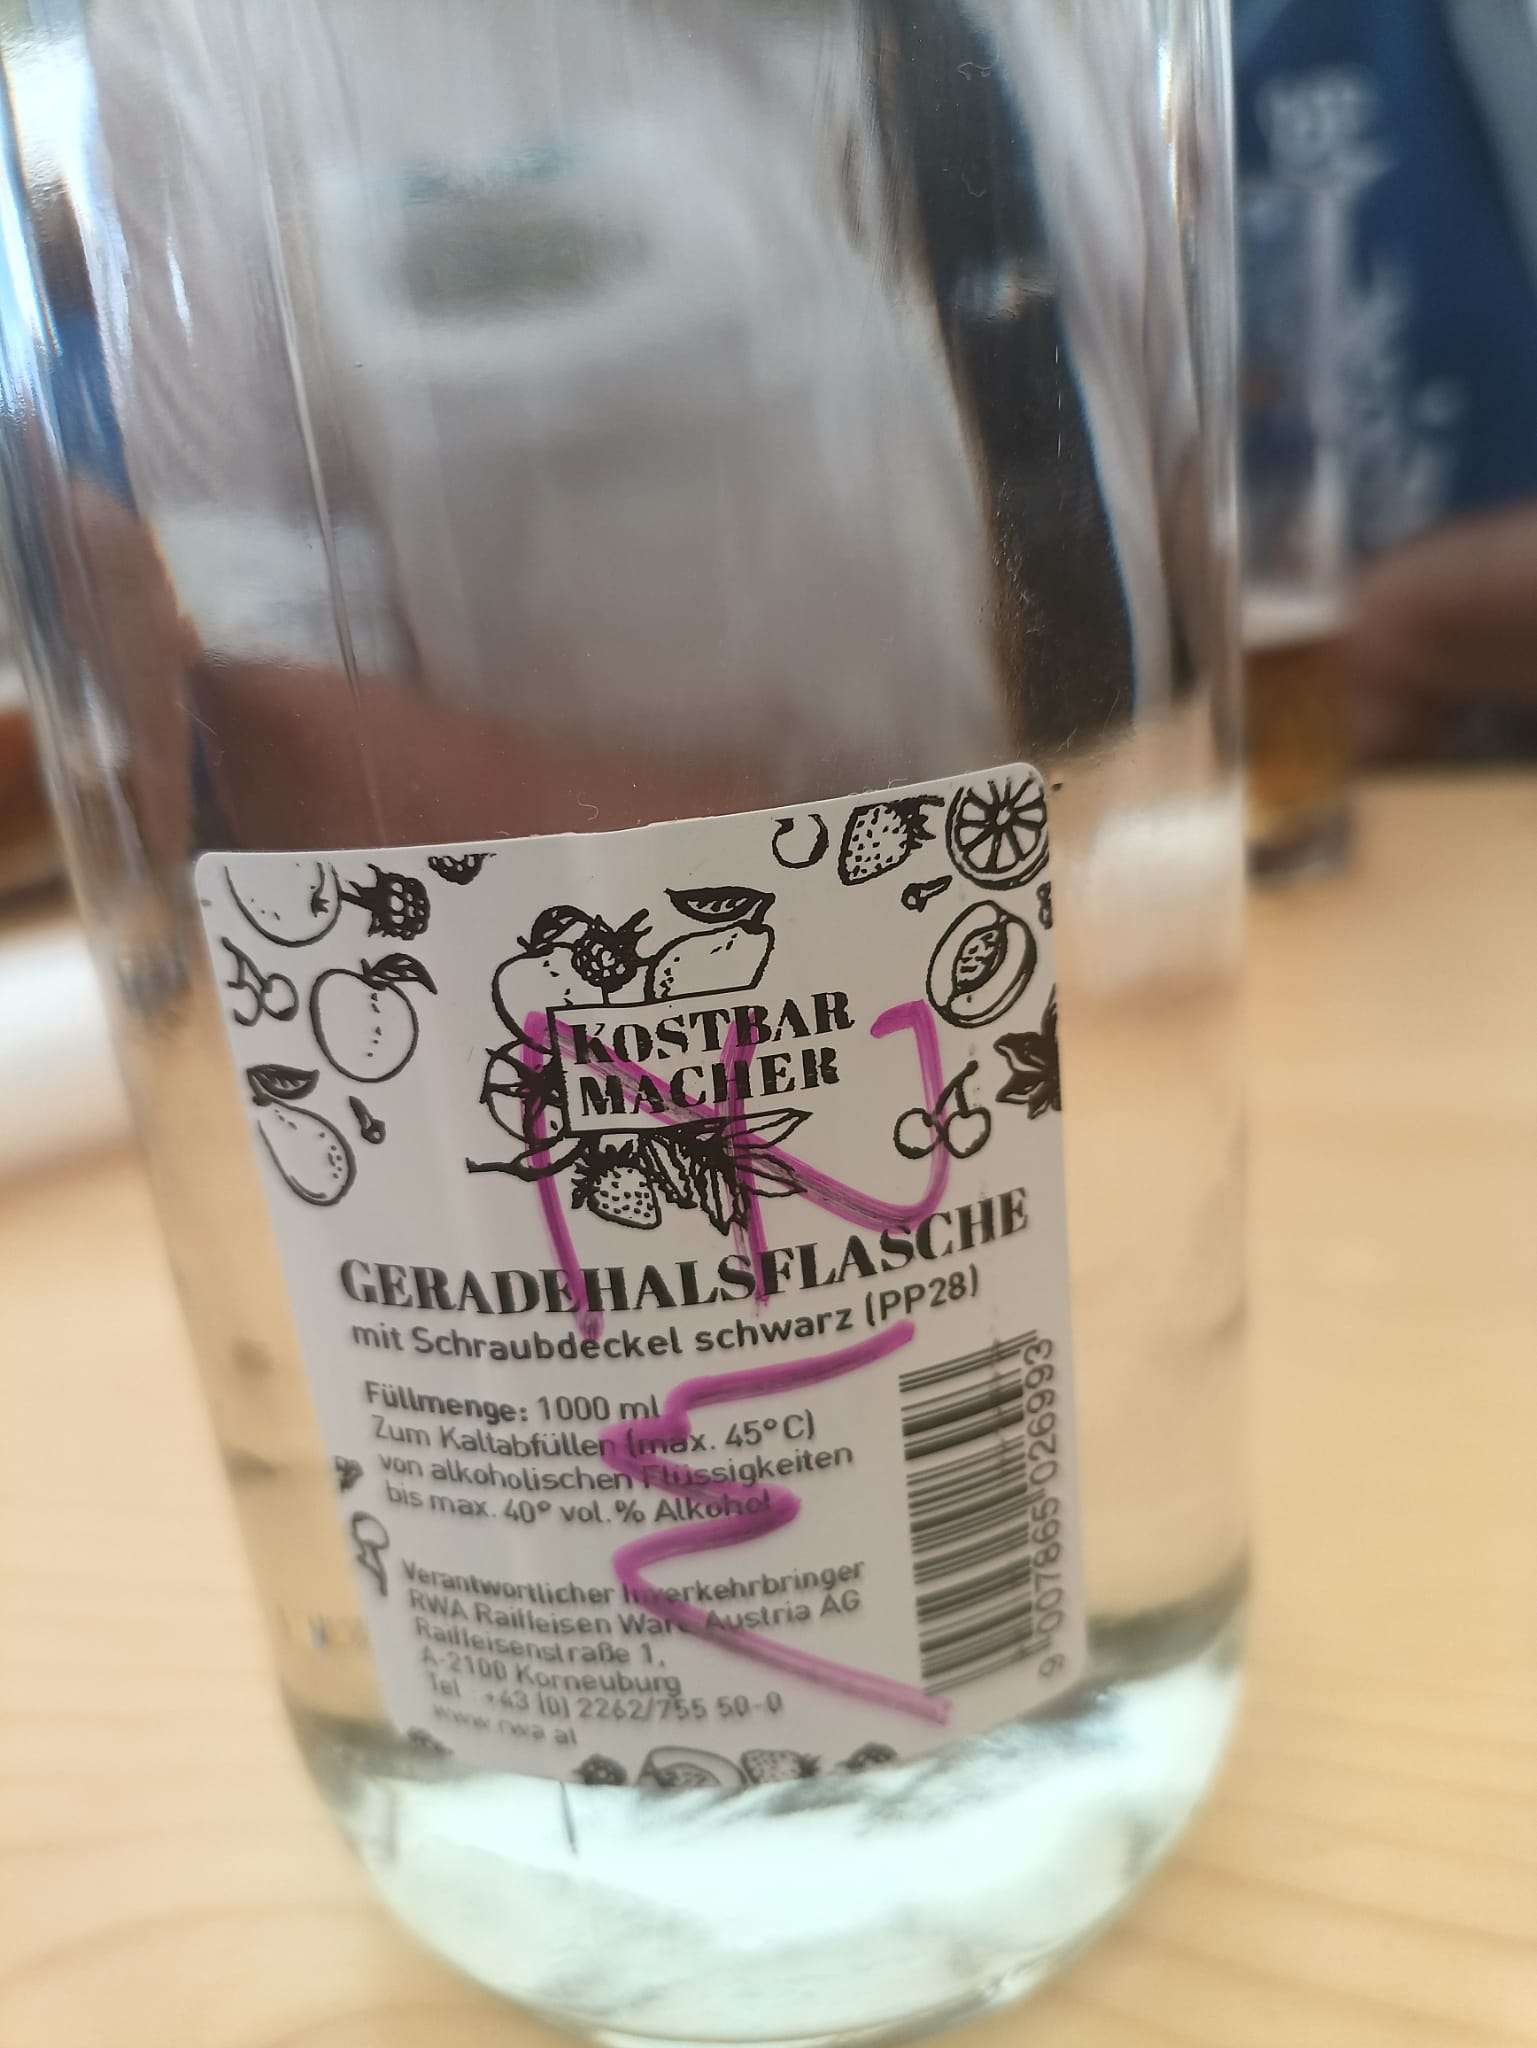 KOSTBAR
MACHER
GERADEHALSFLASCHE
mit Schraubdeckel schwarz (PP28)
Füllmenge: 1000 ml
Zum Kaltabfüllen (max. 45°C)
von alkoholischen Flüssigkeiten
bis max. 40° vol.% Alkohol
Verantwortlicher Inverkehrbringer
RWA Raiffeisen Ware Austria AG
Raiffeisenstraße 1,
A-2100 Korneuburg
Tel.: +43 (0) 2262/755 50-0
www.rwa.at
9 007865 026993